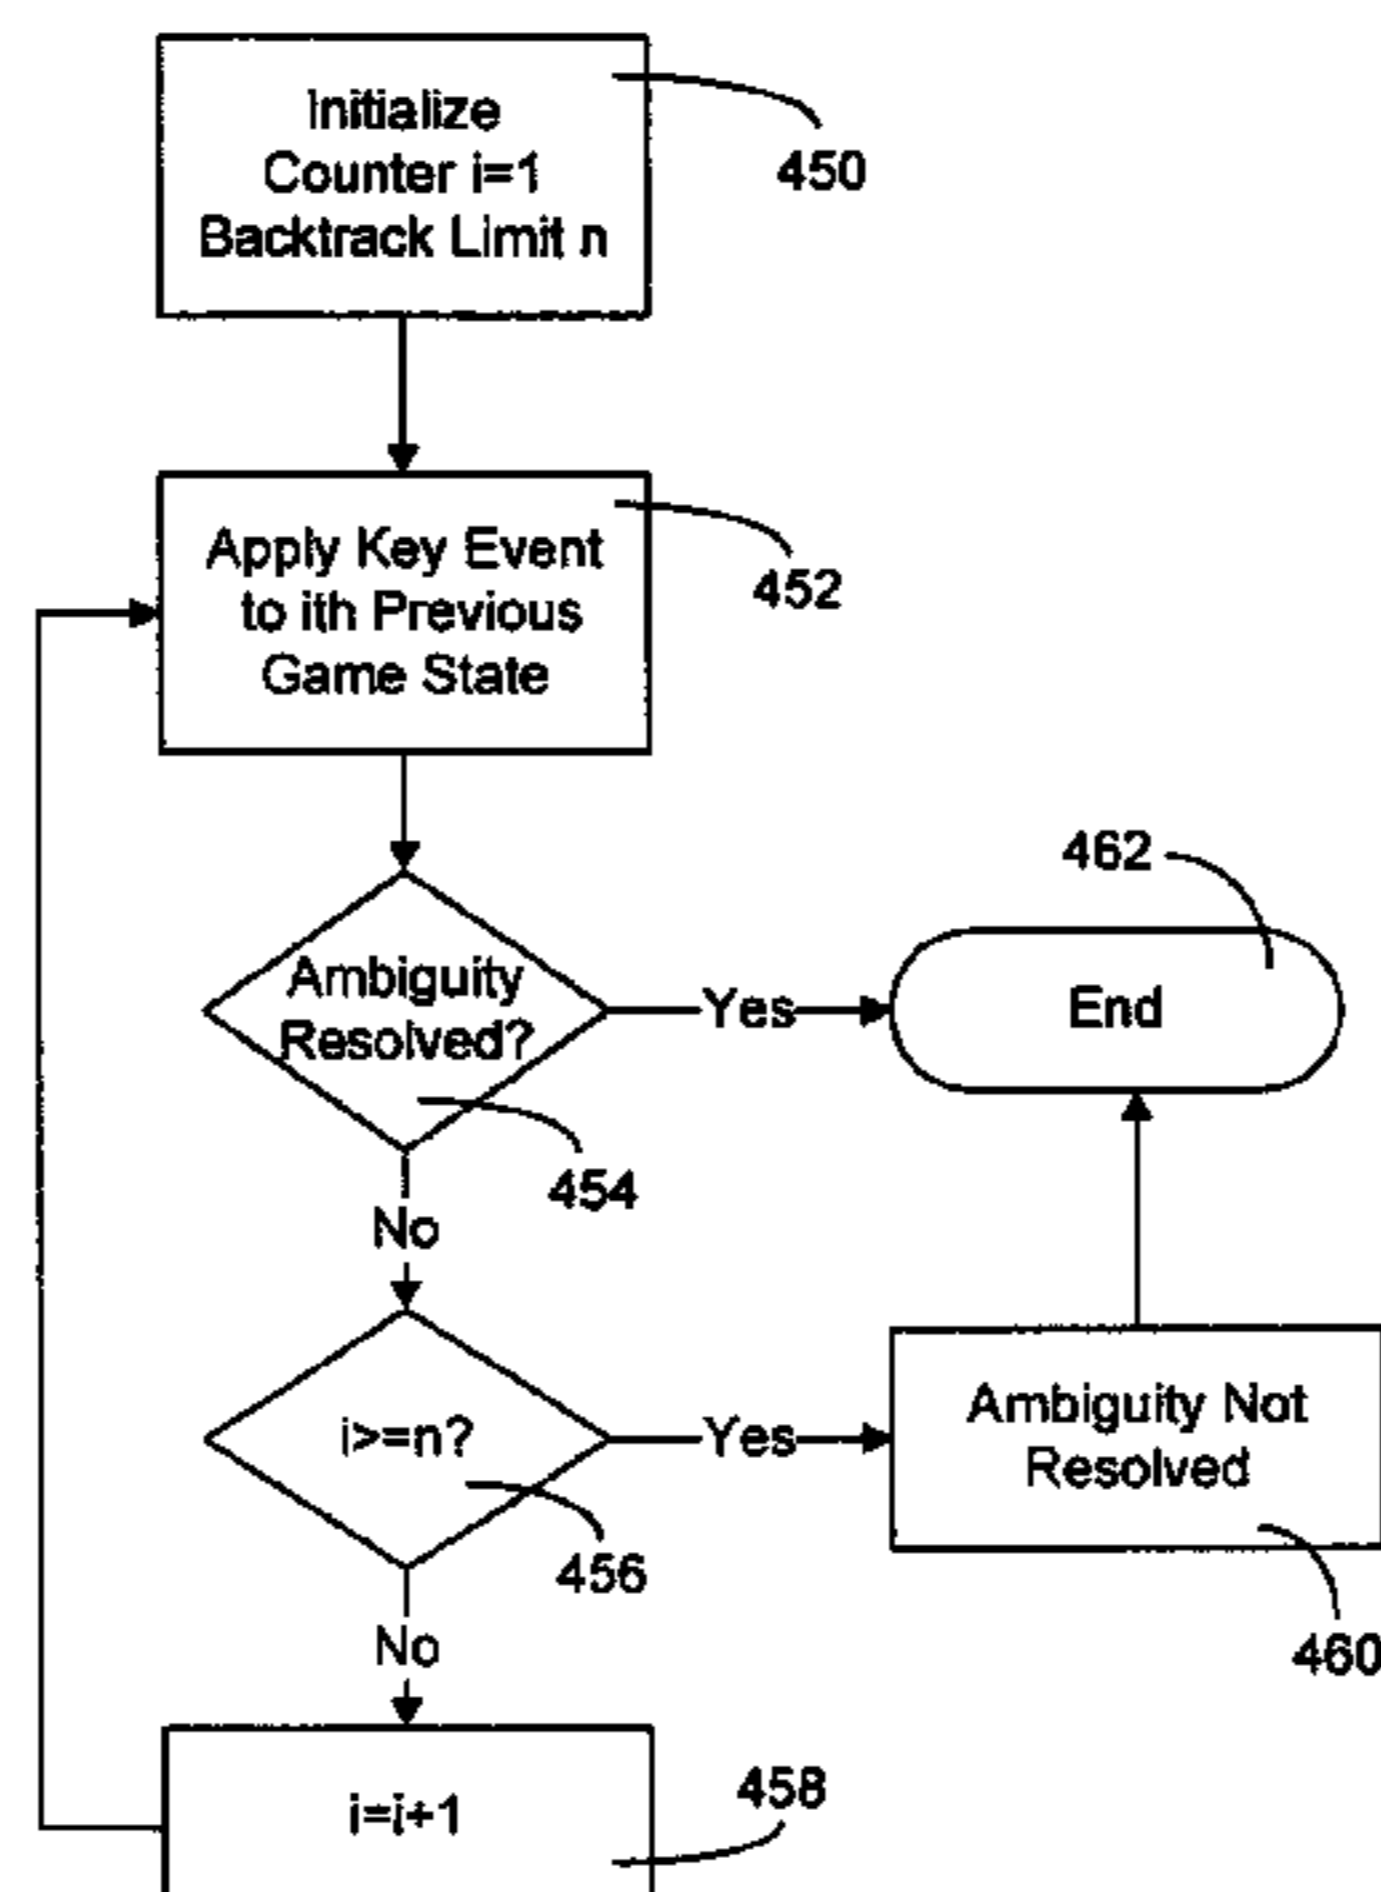 Initialize
Counter i=1
Backtrack Limit n
450
Apply Key Event
to ith Previous
Game State
452
462
Ambiguity
Resolved?
Yes
End
454
No
i>=n?
Yes
Ambiguity Not
Resolved
456
460
No
i=i+1
458